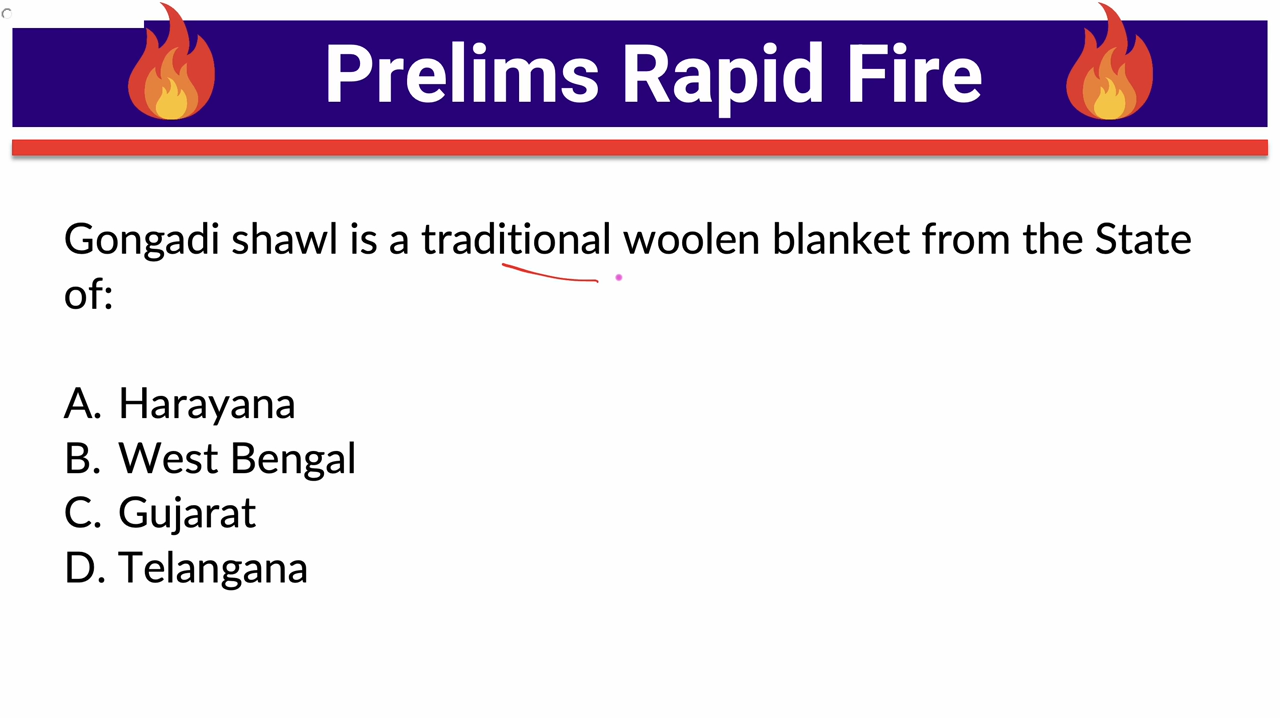 Prelims Rapid Fire
Gongadi shawl is a traditional woolen blanket from the State
of:
A. Harayana
B. West Bengal
C. Gujarat
D. Telangana